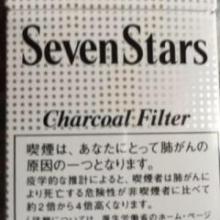 SevenStars
Charcoal Filter
喫煙は、あなたにとって肺がんの
原因の一つとなります。
疫学的な推計によると、喫煙者は肺がん
により死亡する危険性が非喫煙者に比べて
約2倍から4倍高くなります。